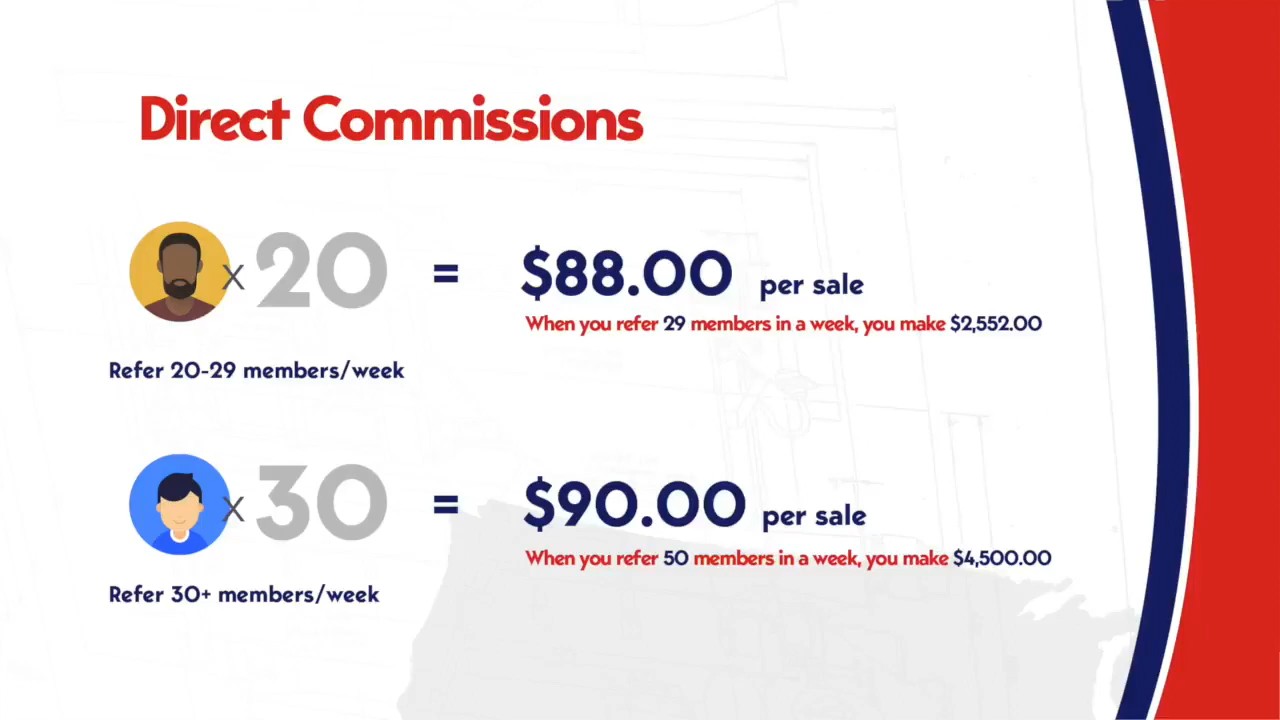 Direct Commissions
x 20 = $88.00 per sale
When you refer 29 members in a week, you make $2,552.00
Refer 20-29 members/week
x 30 = $90.00 per sale
When you refer 50 members in a week, you make $4,500.00
Refer 30+ members/week